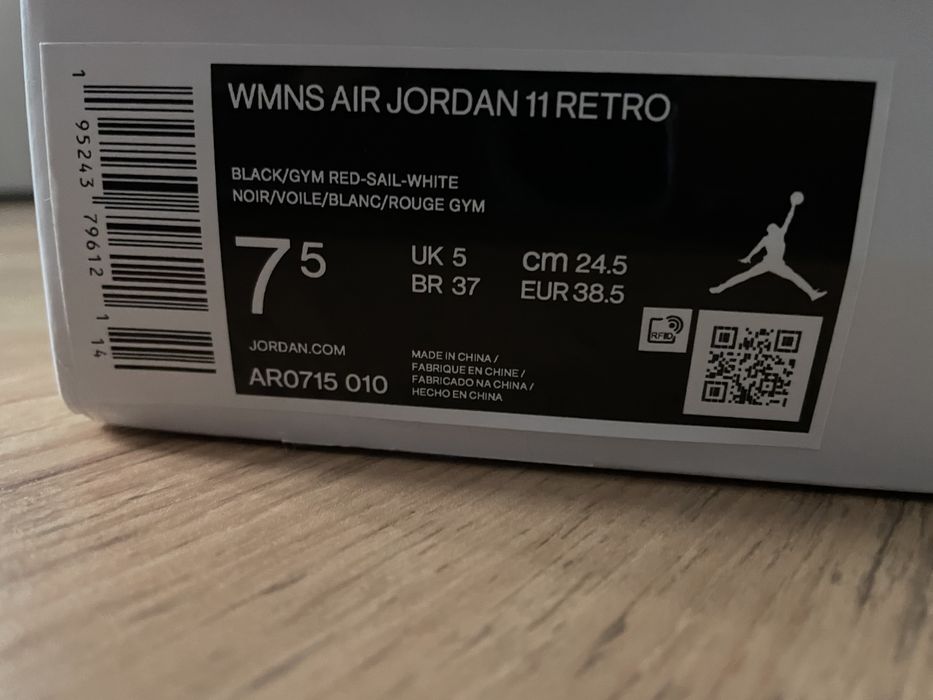 1 95243 79612 1 14
WMNS AIR JORDAN 11 RETRO
BLACK/GYM RED-SAIL-WHITE
NOIR/VOILE/BLANC/ROUGE GYM
7 5
UK 5
BR 37
cm 24.5
EUR 38.5
RFID
JORDAN.COM
AR0715 010
MADE IN CHINA /
FABRIQUE EN CHINE /
FABRICADO NA CHINA /
HECHO EN CHINA